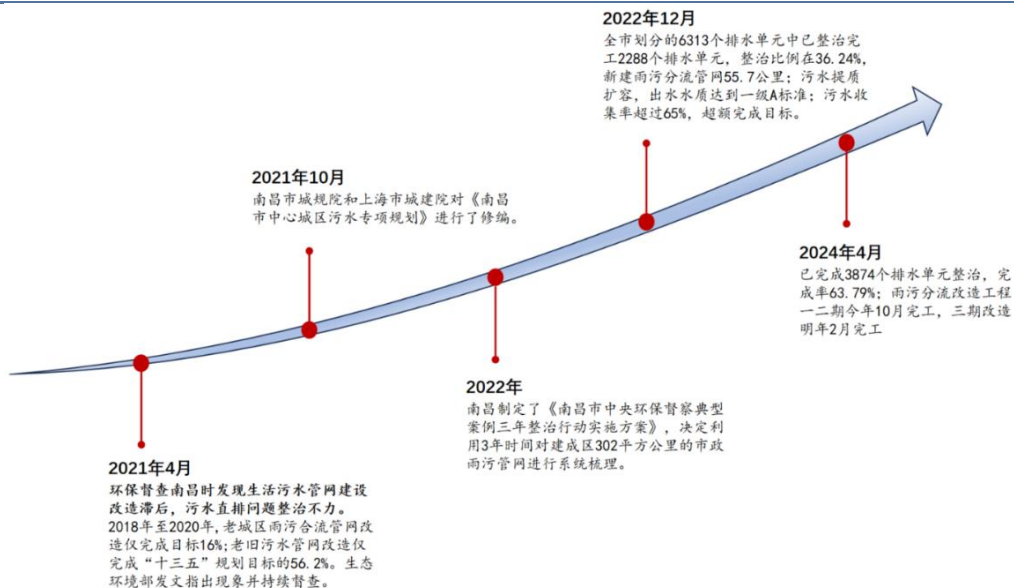 2022年12月
全市划分的6313个排水单元中已整治完
工2288个排水单元，整治比例在36.24%，
新建雨污分流管网55.7公里；污水提质
扩容，出水水质达到一级A标准；污水收
集率超过65%，超额完成目标。
2021年10月
南昌市城规院和上海市城建院对《南昌
市中心城区污水专项规划》进行了修编。
2024年4月
已完成3874个排水单元整治，完
成率63.79%；雨污分流改造工程
一二期今年10月完工，三期改造
明年2月完工
2022年
南昌制定了《南昌市中央环保督察典型
案例三年整治行动实施方案》，决定利
用3年时间对建成区302平方公里的市政
雨污管网进行系统梳理。
2021年4月
环保督查南昌时发现生活污水管网建设
改造滞后，污水直排问题整治不力。
2018年至2020年,老城区雨污合流管网改
造仅完成目标16%;老旧污水管网改造仅
完成“十三五”规划目标的56.2%。生态
环境部发文指出现象并持续督查。